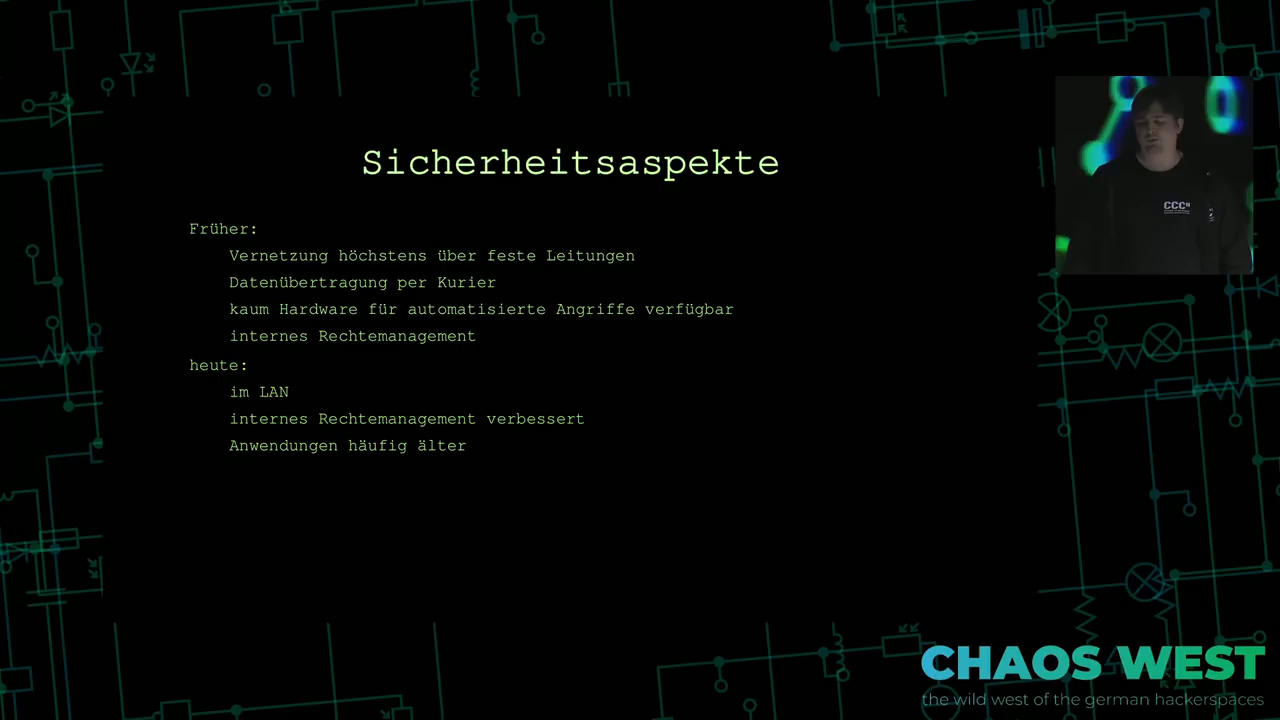 Sicherheitsaspekte
Früher:
Vernetzung höchstens über feste Leitungen
Datenübertragung per Kurier
kaum Hardware für automatisierte Angriffe verfügbar
internes Rechtemanagement
heute:
im LAN
internes Rechtemanagement verbessert
Anwendungen häufig älter
CCC
CHAOS WEST
the wild west of the german hackerspaces